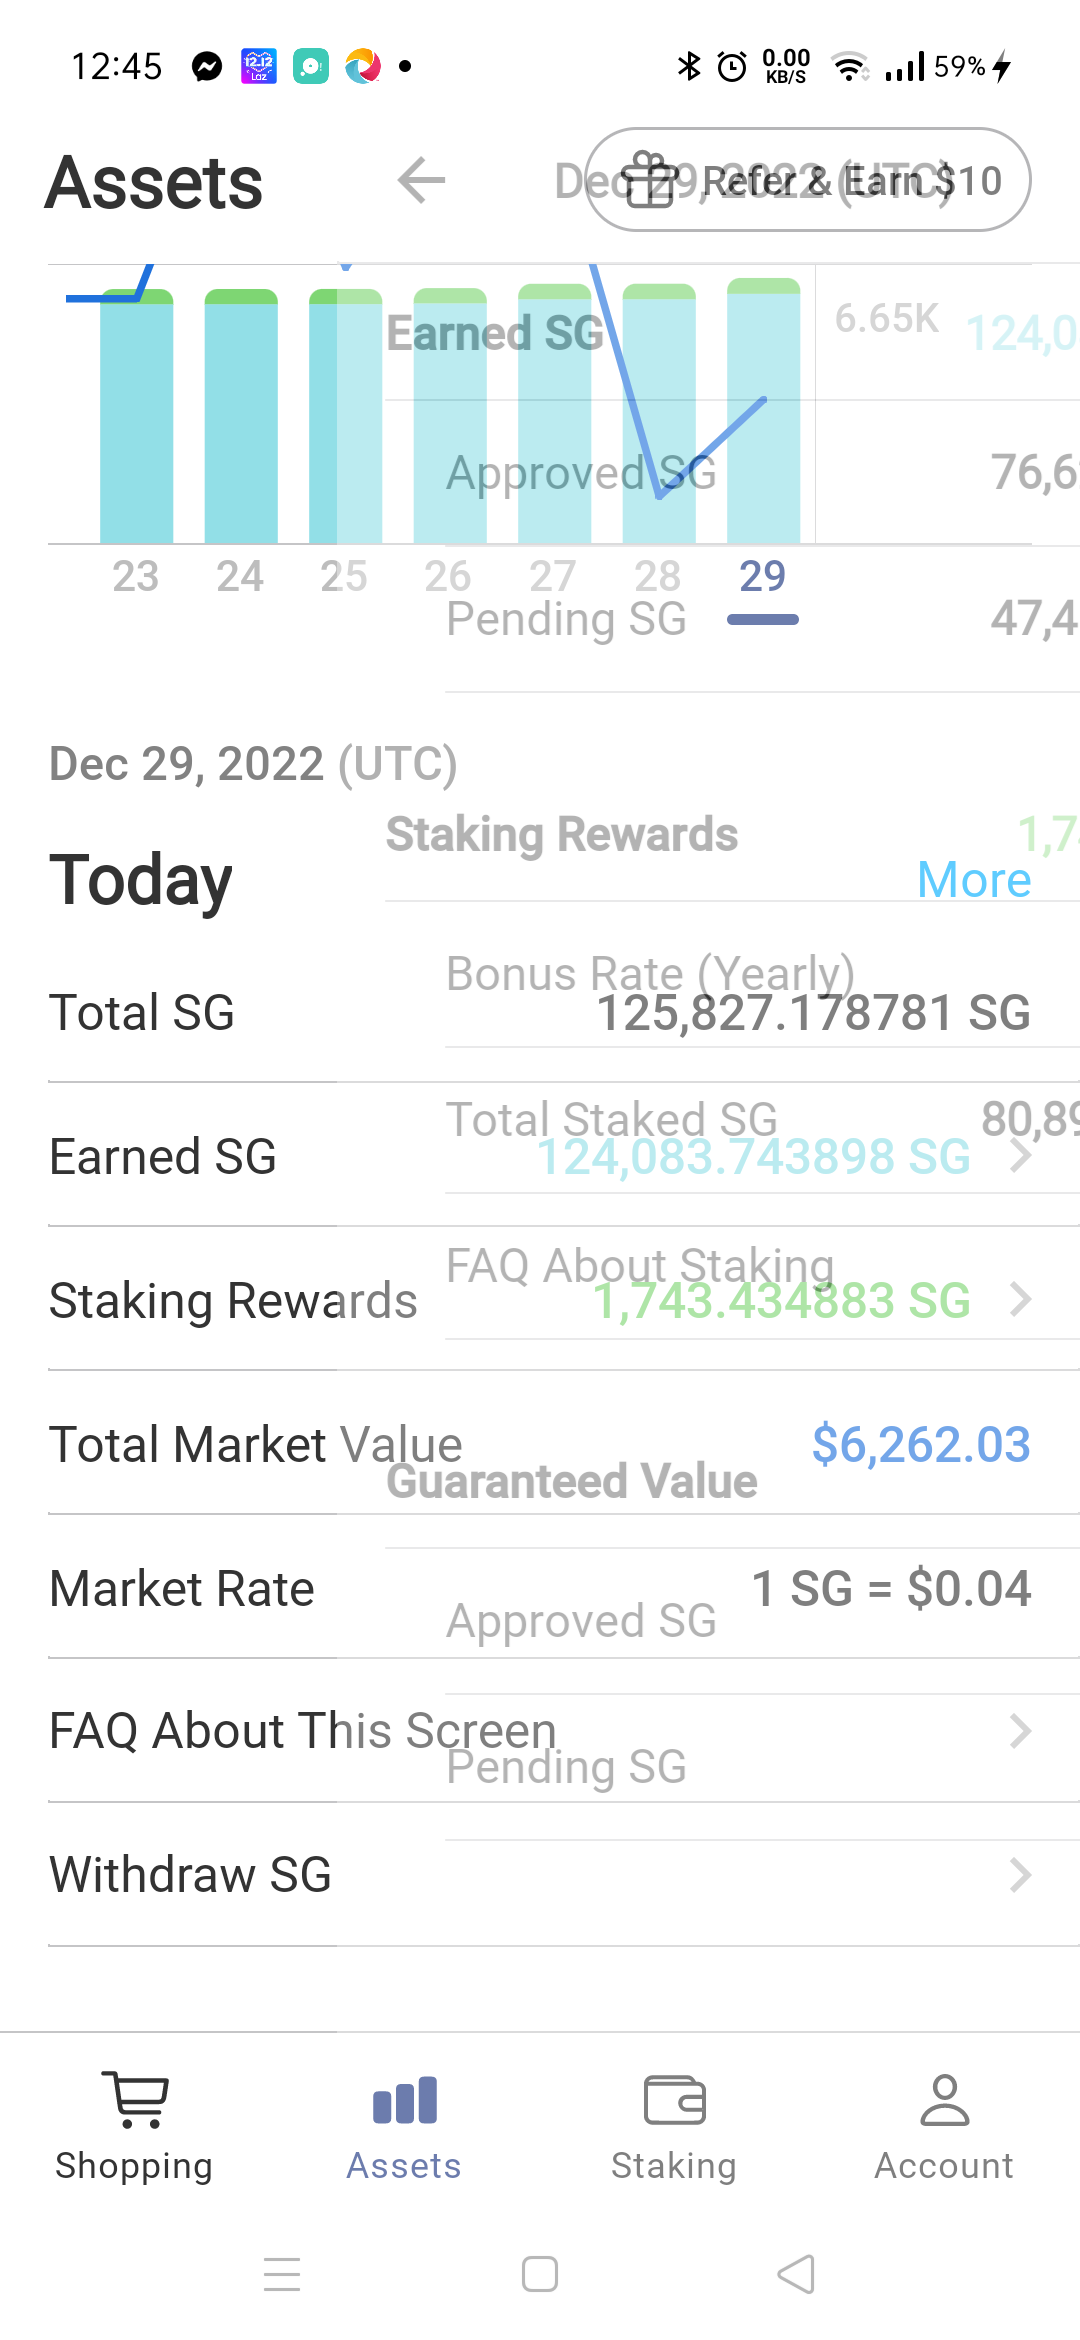 12:45
12.12
Laz
0.00
KB/S
59%
Assets
Dec 29, 2022 (UTC)
Refer & Earn $10
6.65K
Earned SG
124,0
Approved SG
76,6
23 24 25 26 27 28 29
Pending SG
47,4
Dec 29, 2022 (UTC)
Staking Rewards
1,7
Today
More
Bonus Rate (Yearly)
Total SG
125,827.178781 SG
Total Staked SG
80,89
Earned SG
124,083.743898 SG
FAQ About Staking
Staking Rewards
1,743.434883 SG
Total Market Value
$6,262.03
Guaranteed Value
Market Rate
1 SG = $0.04
Approved SG
FAQ About This Screen
Pending SG
Withdraw SG
Shopping
Assets
Staking
Account